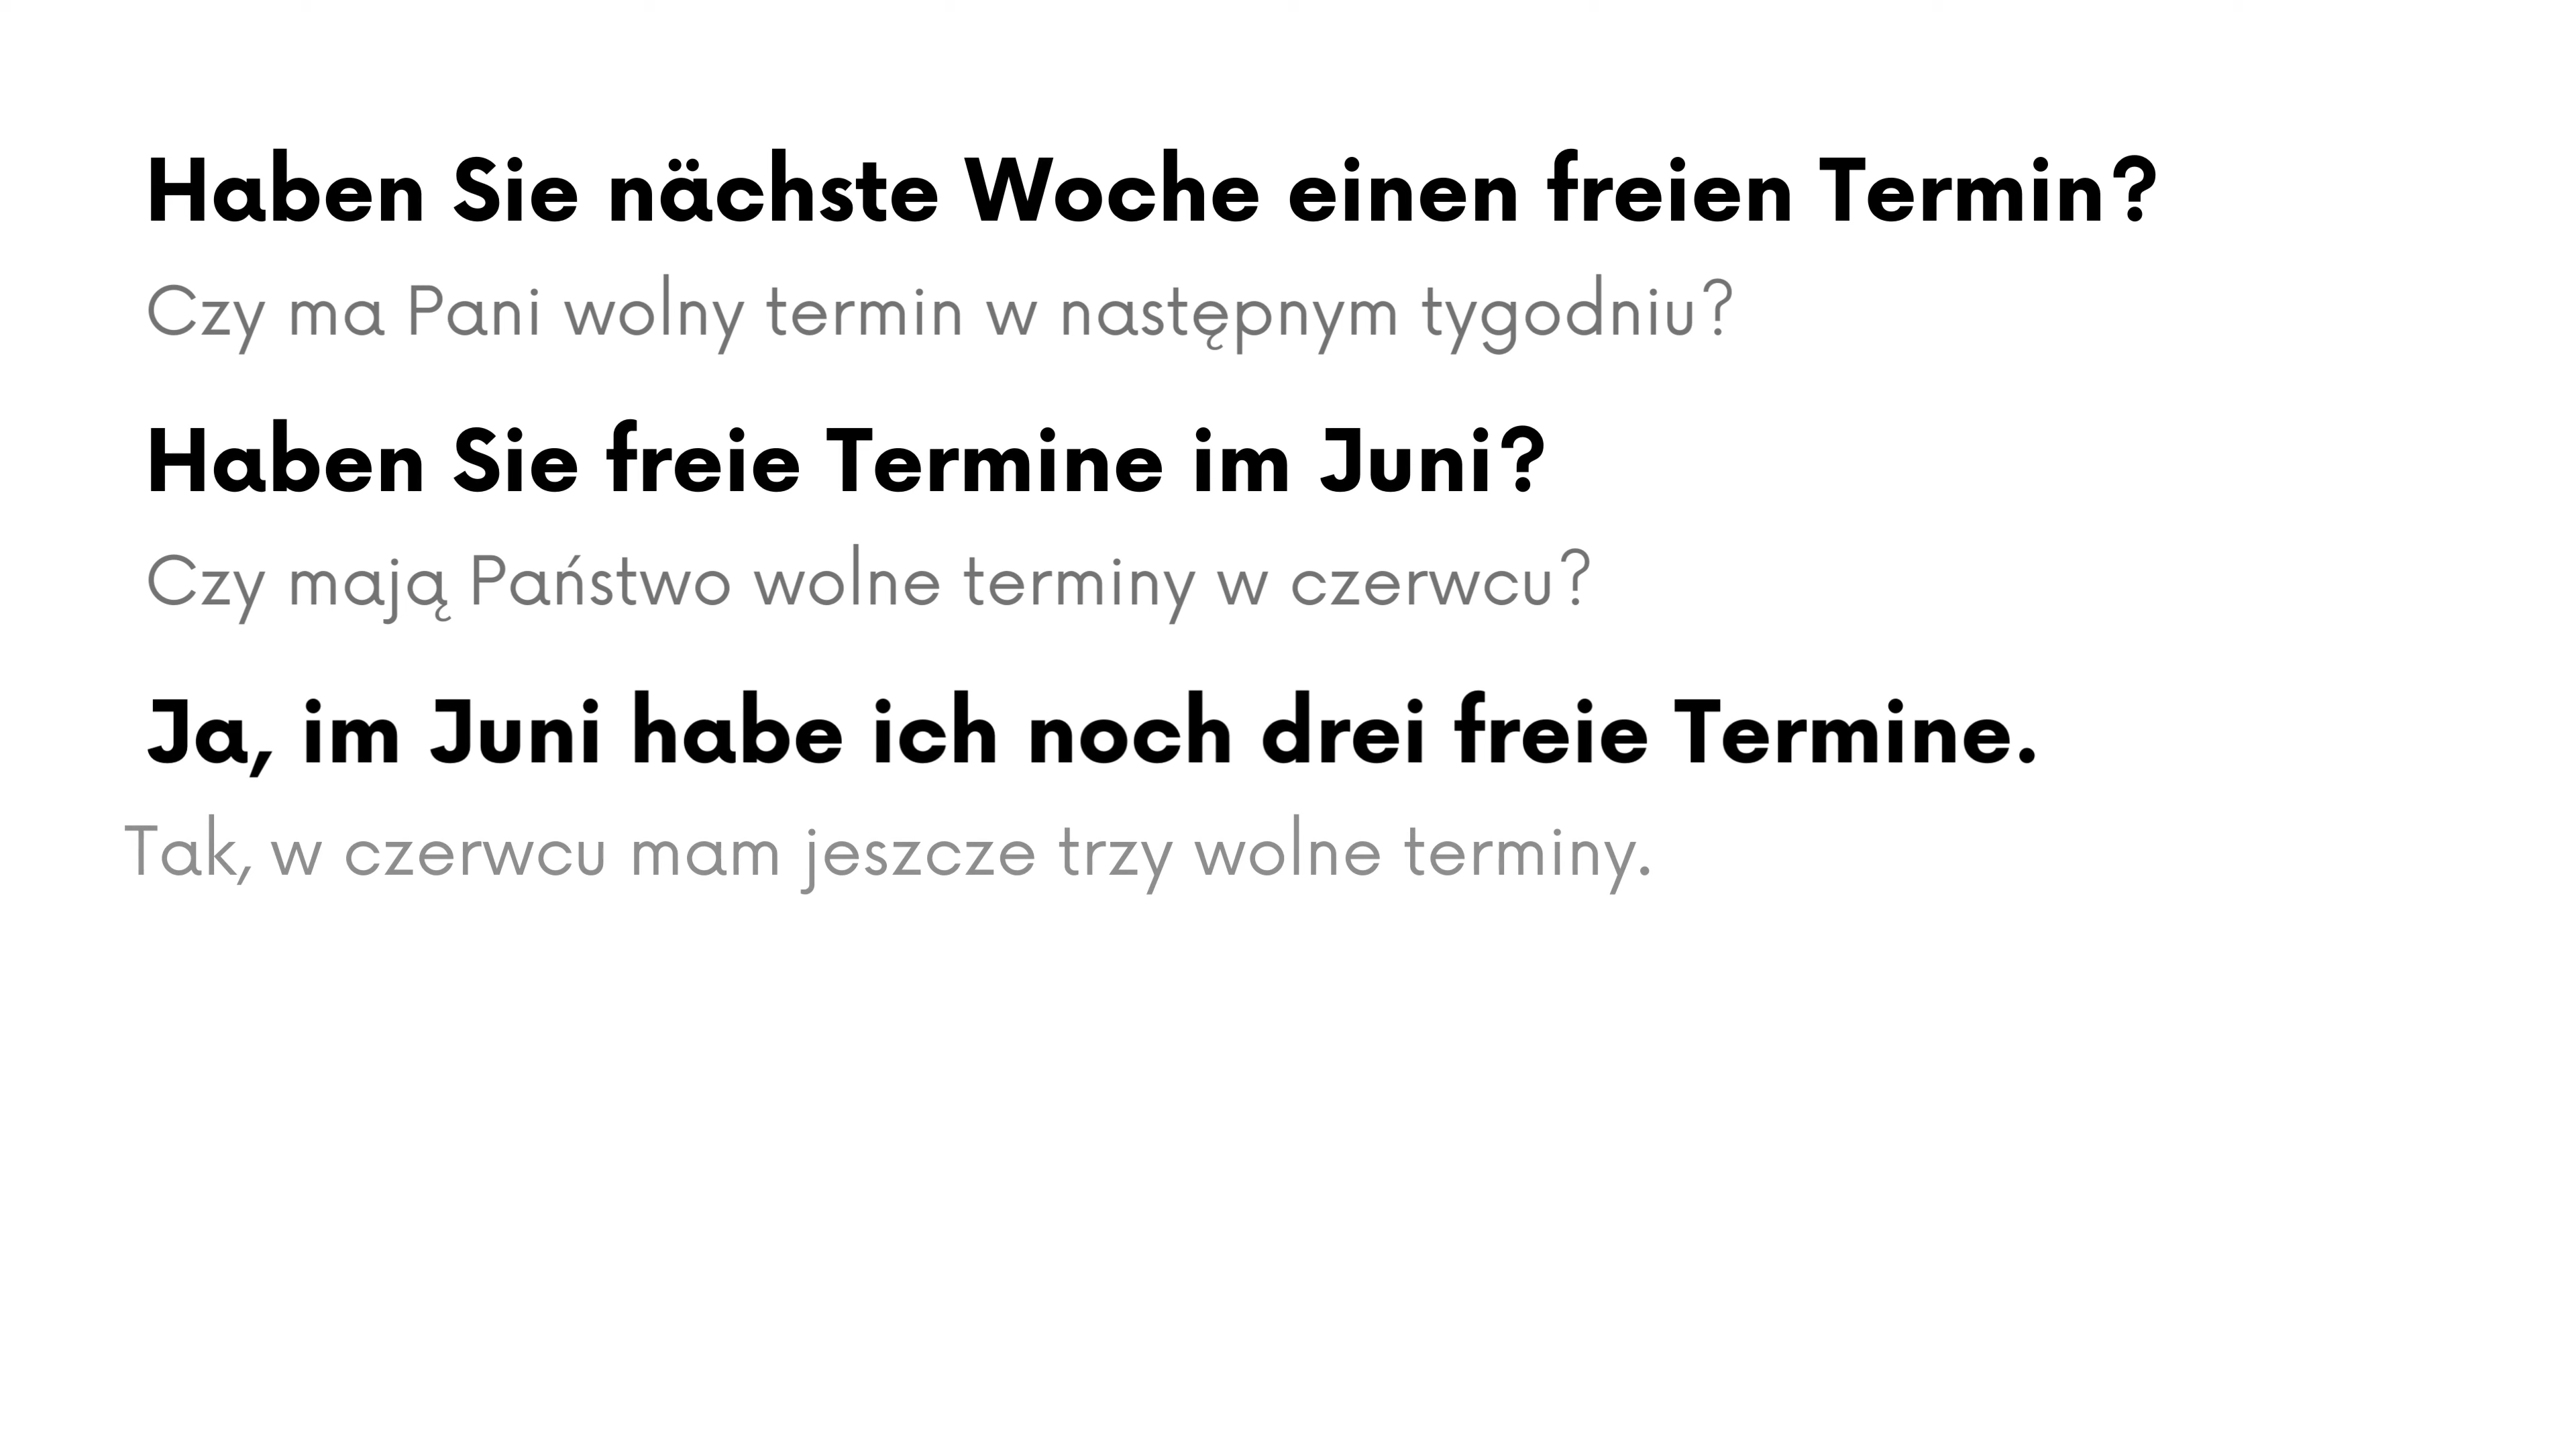 Haben Sie nächste Woche einen freien Termin?
Czy ma Pani wolny termin w następnym tygodniu?
Haben Sie freie Termine im Juni?
Czy mają Państwo wolne terminy w czerwcu?
Ja, im Juni habe ich noch drei freie Termine.
Tak, w czerwcu mam jeszcze trzy wolne terminy.